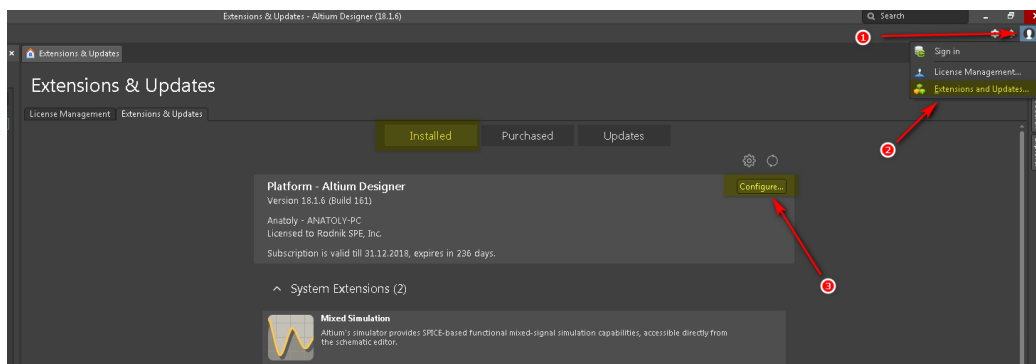 Extensions & Updates - Altium Designer (18.1.6)
Search
1
Extensions & Updates
Sign in
License Management...
Extensions and Updates...
Extensions & Updates
License Management
Extensions & Updates
2
Installed
Purchased
Updates
Platform - Altium Designer
Configure...
Version 18.1.6 (Build 161)
Anatoly - ANATOLY-PC
Licensed to Rodnik SPE, Inc.
Subscription is valid till 31.12.2018, expires in 236 days.
3
System Extensions (2)
Mixed Simulation
Altium's simulator provides SPICE-based functional mixed-signal simulation capabilities, accessible directly from
the schematic editor.